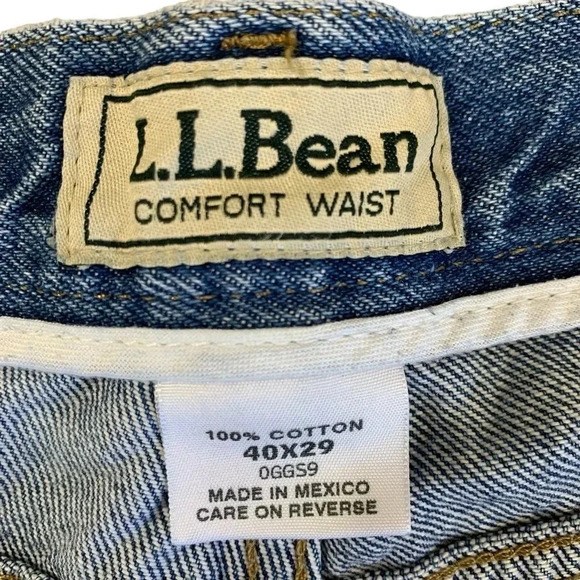 L.L.Bean
COMFORT WAIST
100% COTTON
40X29
0GGS9
MADE IN MEXICO
CARE ON REVERSE